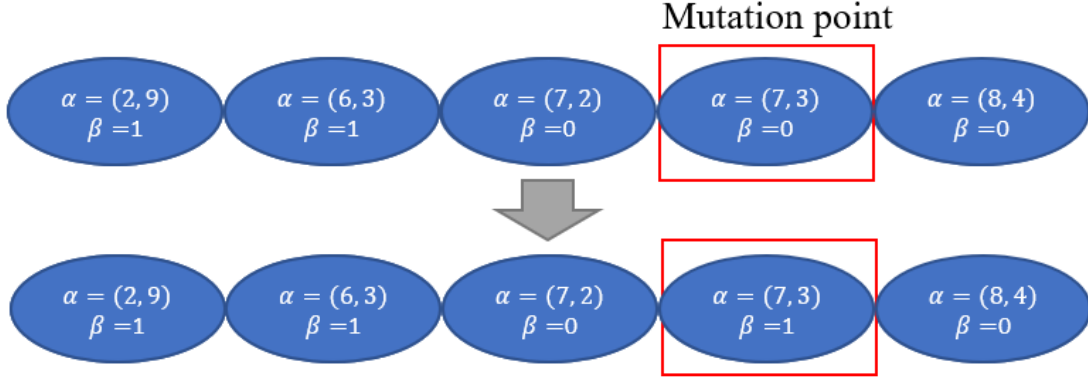 Mutation point
α = (2, 9)
β =1
α = (6, 3)
β =1
α = (7, 2)
β =0
α = (7, 3)
β =0
α = (8, 4)
β =0
α = (2, 9)
β =1
α = (6, 3)
β =1
α = (7, 2)
β =0
α = (7, 3)
β =1
α = (8, 4)
β =0